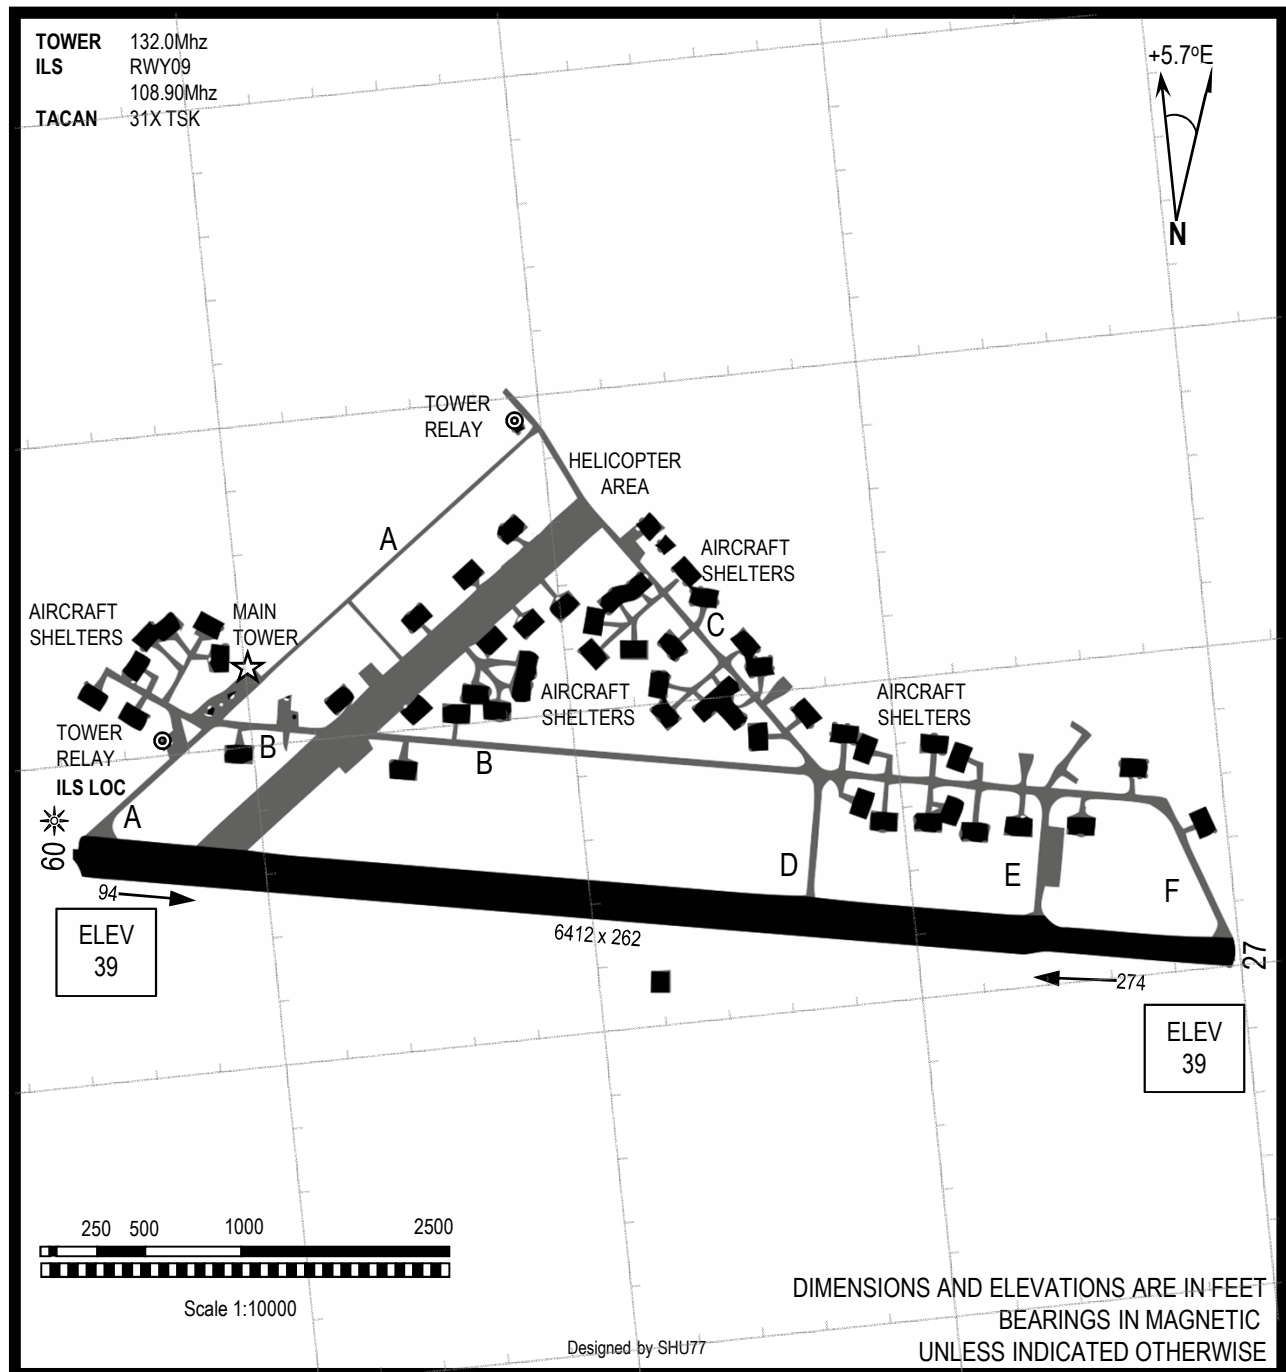 TOWER 132.0Mhz
ILS RWY09
108.90Mhz
TACAN 31X TSK
+5.7ºE
N
TOWER
RELAY
HELICOPTER
AREA
A
AIRCRAFT
SHELTERS
AIRCRAFT
SHELTERS
MAIN
TOWER
C
AIRCRAFT
SHELTERS
AIRCRAFT
SHELTERS
TOWER
RELAY
B
B
ILS LOC
A
09
D
E
F
94
6412 x 262
27
274
ELEV
39
ELEV
39
250 500 1000 2500
Scale 1:10000
DIMENSIONS AND ELEVATIONS ARE IN FEET
BEARINGS IN MAGNETIC
UNLESS INDICATED OTHERWISE
Designed by SHU77